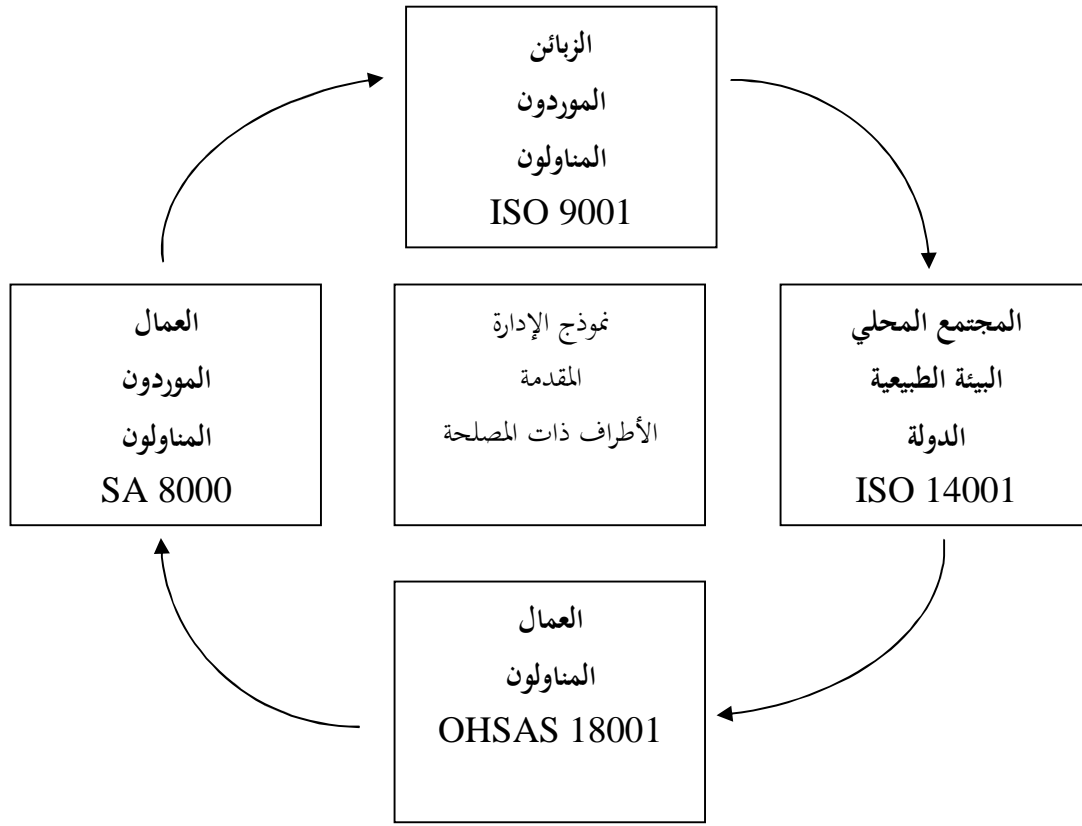 الزبائن
الموردون
المناولون
ISO 9001
المجتمع المحلي
البيئة الطبيعية
الدولة
ISO 14001
نموذج الإدارة
المقدمة
الأطراف ذات المصلحة
العمال
الموردون
المناولون
SA 8000
العمال
المناولون
OHSAS 18001